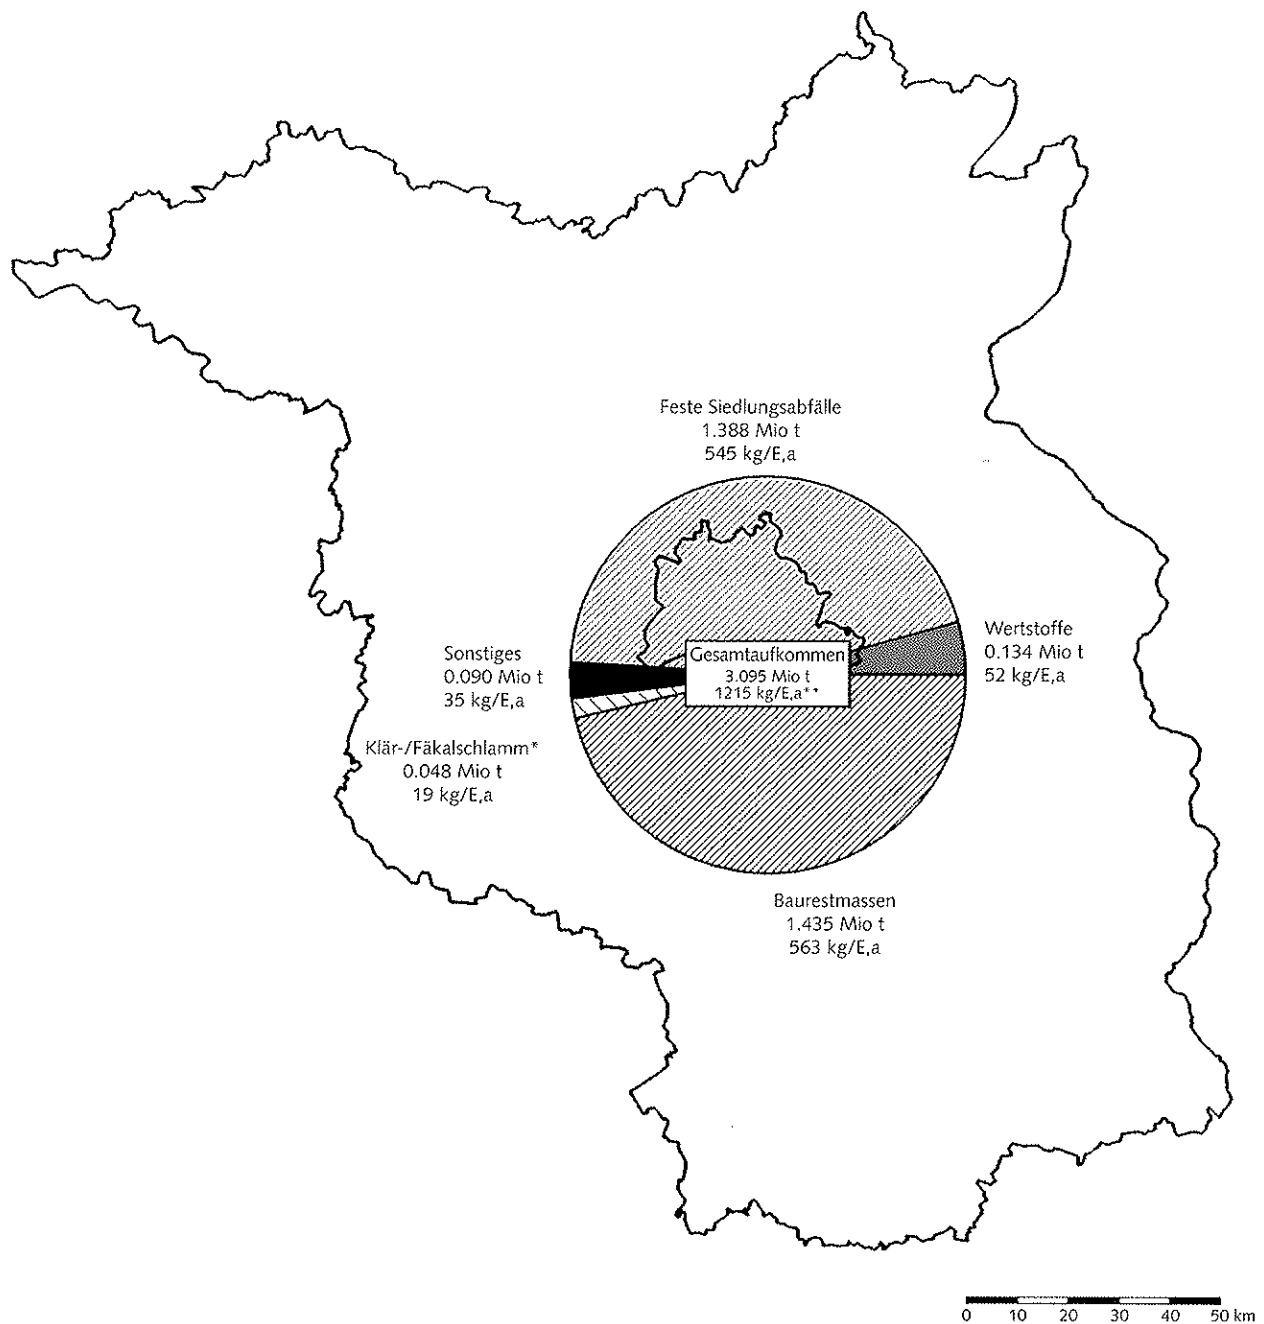 Feste Siedlungsabfälle
1.388 Mio t
545 kg/E,a
Wertstoffe
0.134 Mio t
52 kg/E,a
Sonstiges
0.090 Mio t
35 kg/E,a
Gesamtaufkommen
3.095 Mio t
1215 kg/E,a**
Klär-/Fäkalschlamm*
0.048 Mio t
19 kg/E,a
Baurestmassen
1.435 Mio t
563 kg/E,a
0 10 20 30 40 50 km